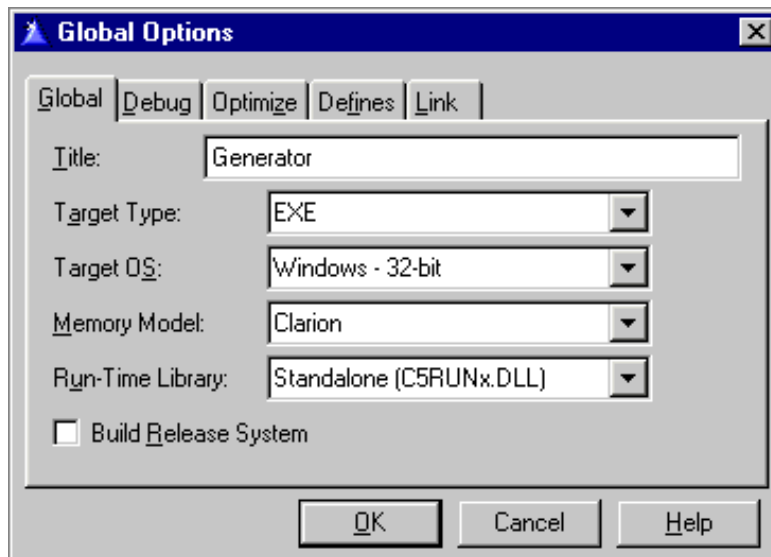 Global Options
Global Debug Optimize Defines Link
Title: Generator
Target Type: EXE
Target OS: Windows - 32-bit
Memory Model: Clarion
Run-Time Library: Standalone (C5RUNx.DLL)
Build Release System
OK Cancel Help